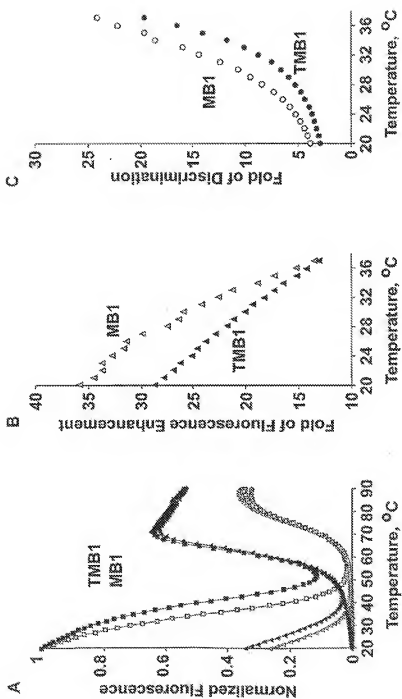 A
Normalized Fluorescence
1
0.8
0.6
0.4
0.2
0
TMB1
MB1
20 30 40 50 60 70 80 90
Temperature, °C
B
Fold of Fluorescence Enhancement
40
35
30
25
20
15
10
MB1
TMB1
20 24 28 32 36
Temperature, °C
C
Fold of Discrimination
30
25
20
15
10
5
0
MB1
TMB1
20 24 28 32 36
Temperature, °C